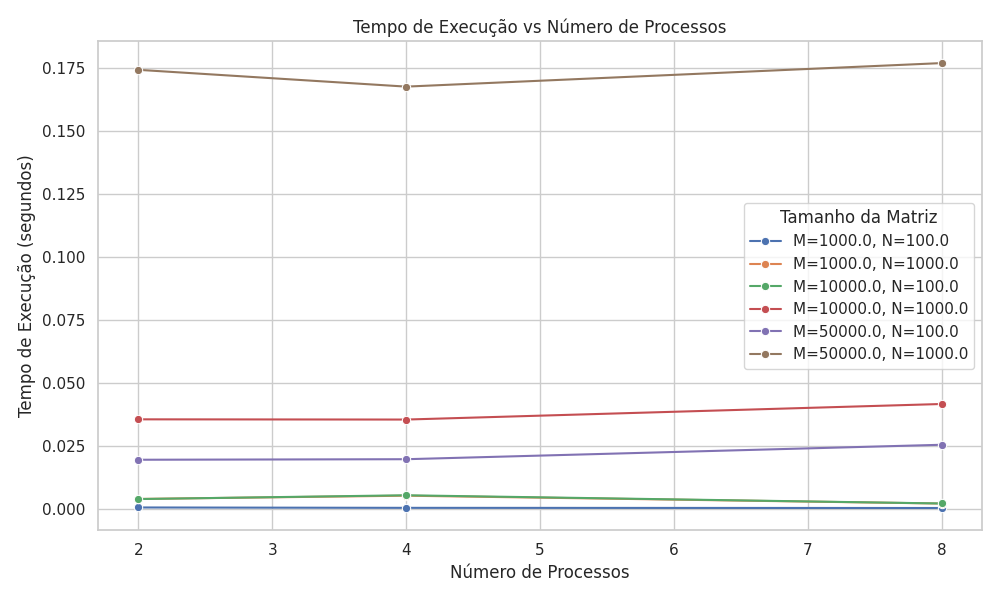 Tempo de Execução vs Número de Processos
Tempo de Execução (segundos)
0.175
0.150
0.125
0.100
0.075
0.050
0.025
0.000
Tamanho da Matriz
M=1000.0, N=100.0
M=1000.0, N=1000.0
M=10000.0, N=100.0
M=10000.0, N=1000.0
M=50000.0, N=100.0
M=50000.0, N=1000.0
2 3 4 5 6 7 8
Número de Processos